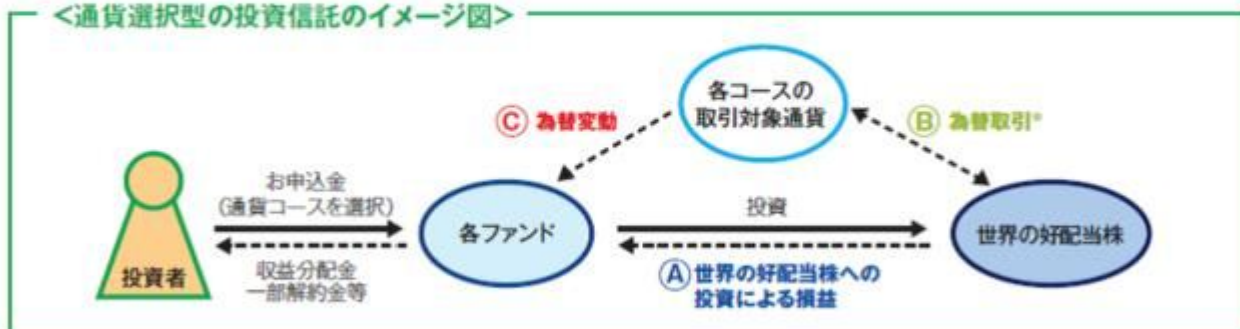 <通貨選択型の投資信託のイメージ図>
各コースの
取引対象通貨
Ⓒ 為替変動
Ⓑ 為替取引*
お申込金
(通貨コースを選択)
投資者
収益分配金
一部解約金等
各ファンド
投資
世界の好配当株
Ⓐ 世界の好配当株への
投資による損益